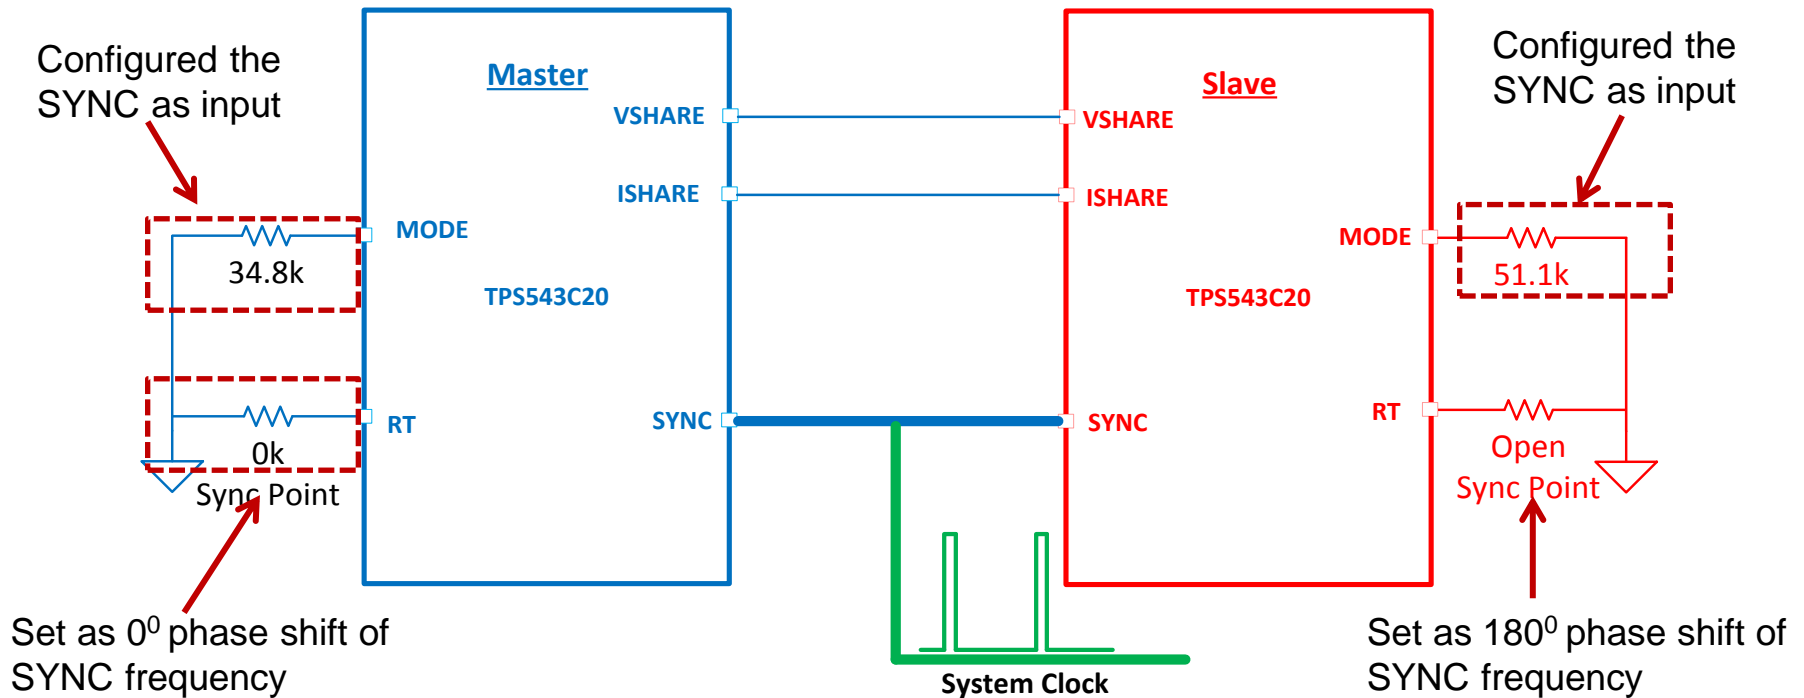 Configured the
SYNC as input
Master
VSHARE
ISHARE
MODE
34.8k
TPS543C20
RT
0k
Sync Point
SYNC
Set as 0⁰ phase shift of
SYNC frequency
Configured the
SYNC as input
Slave
VSHARE
ISHARE
MODE
51.1k
TPS543C20
RT
SYNC
Open
Sync Point
Set as 180⁰ phase shift of
SYNC frequency
System Clock